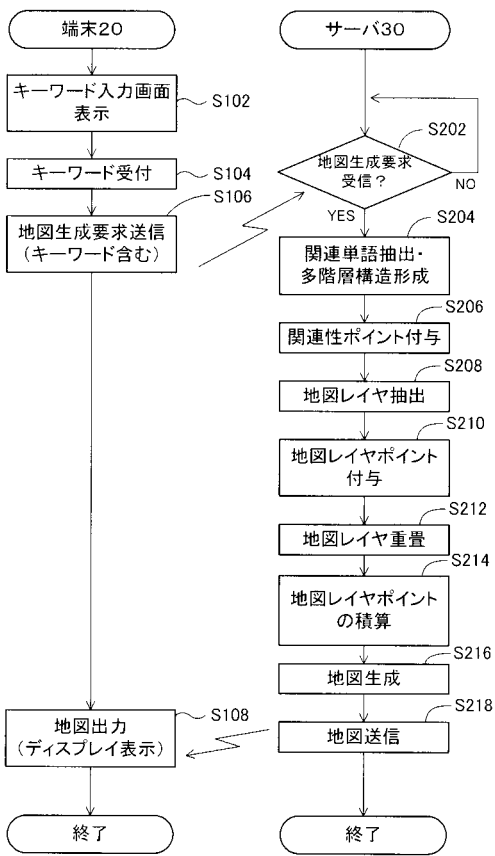 端末20
キーワード入力画面
表示
S102
キーワード受付
S104
S106
地図生成要求送信
(キーワード含む)
地図出力
(ディスプレイ表示)
S108
終了
サーバ30
S202
地図生成要求
受信?
NO
YES
S204
関連単語抽出・
多階層構造形成
S206
関連性ポイント付与
S208
地図レイヤ抽出
S210
地図レイヤポイント
付与
S212
地図レイヤ重畳
S214
地図レイヤポイント
の積算
S216
地図生成
S218
地図送信
終了